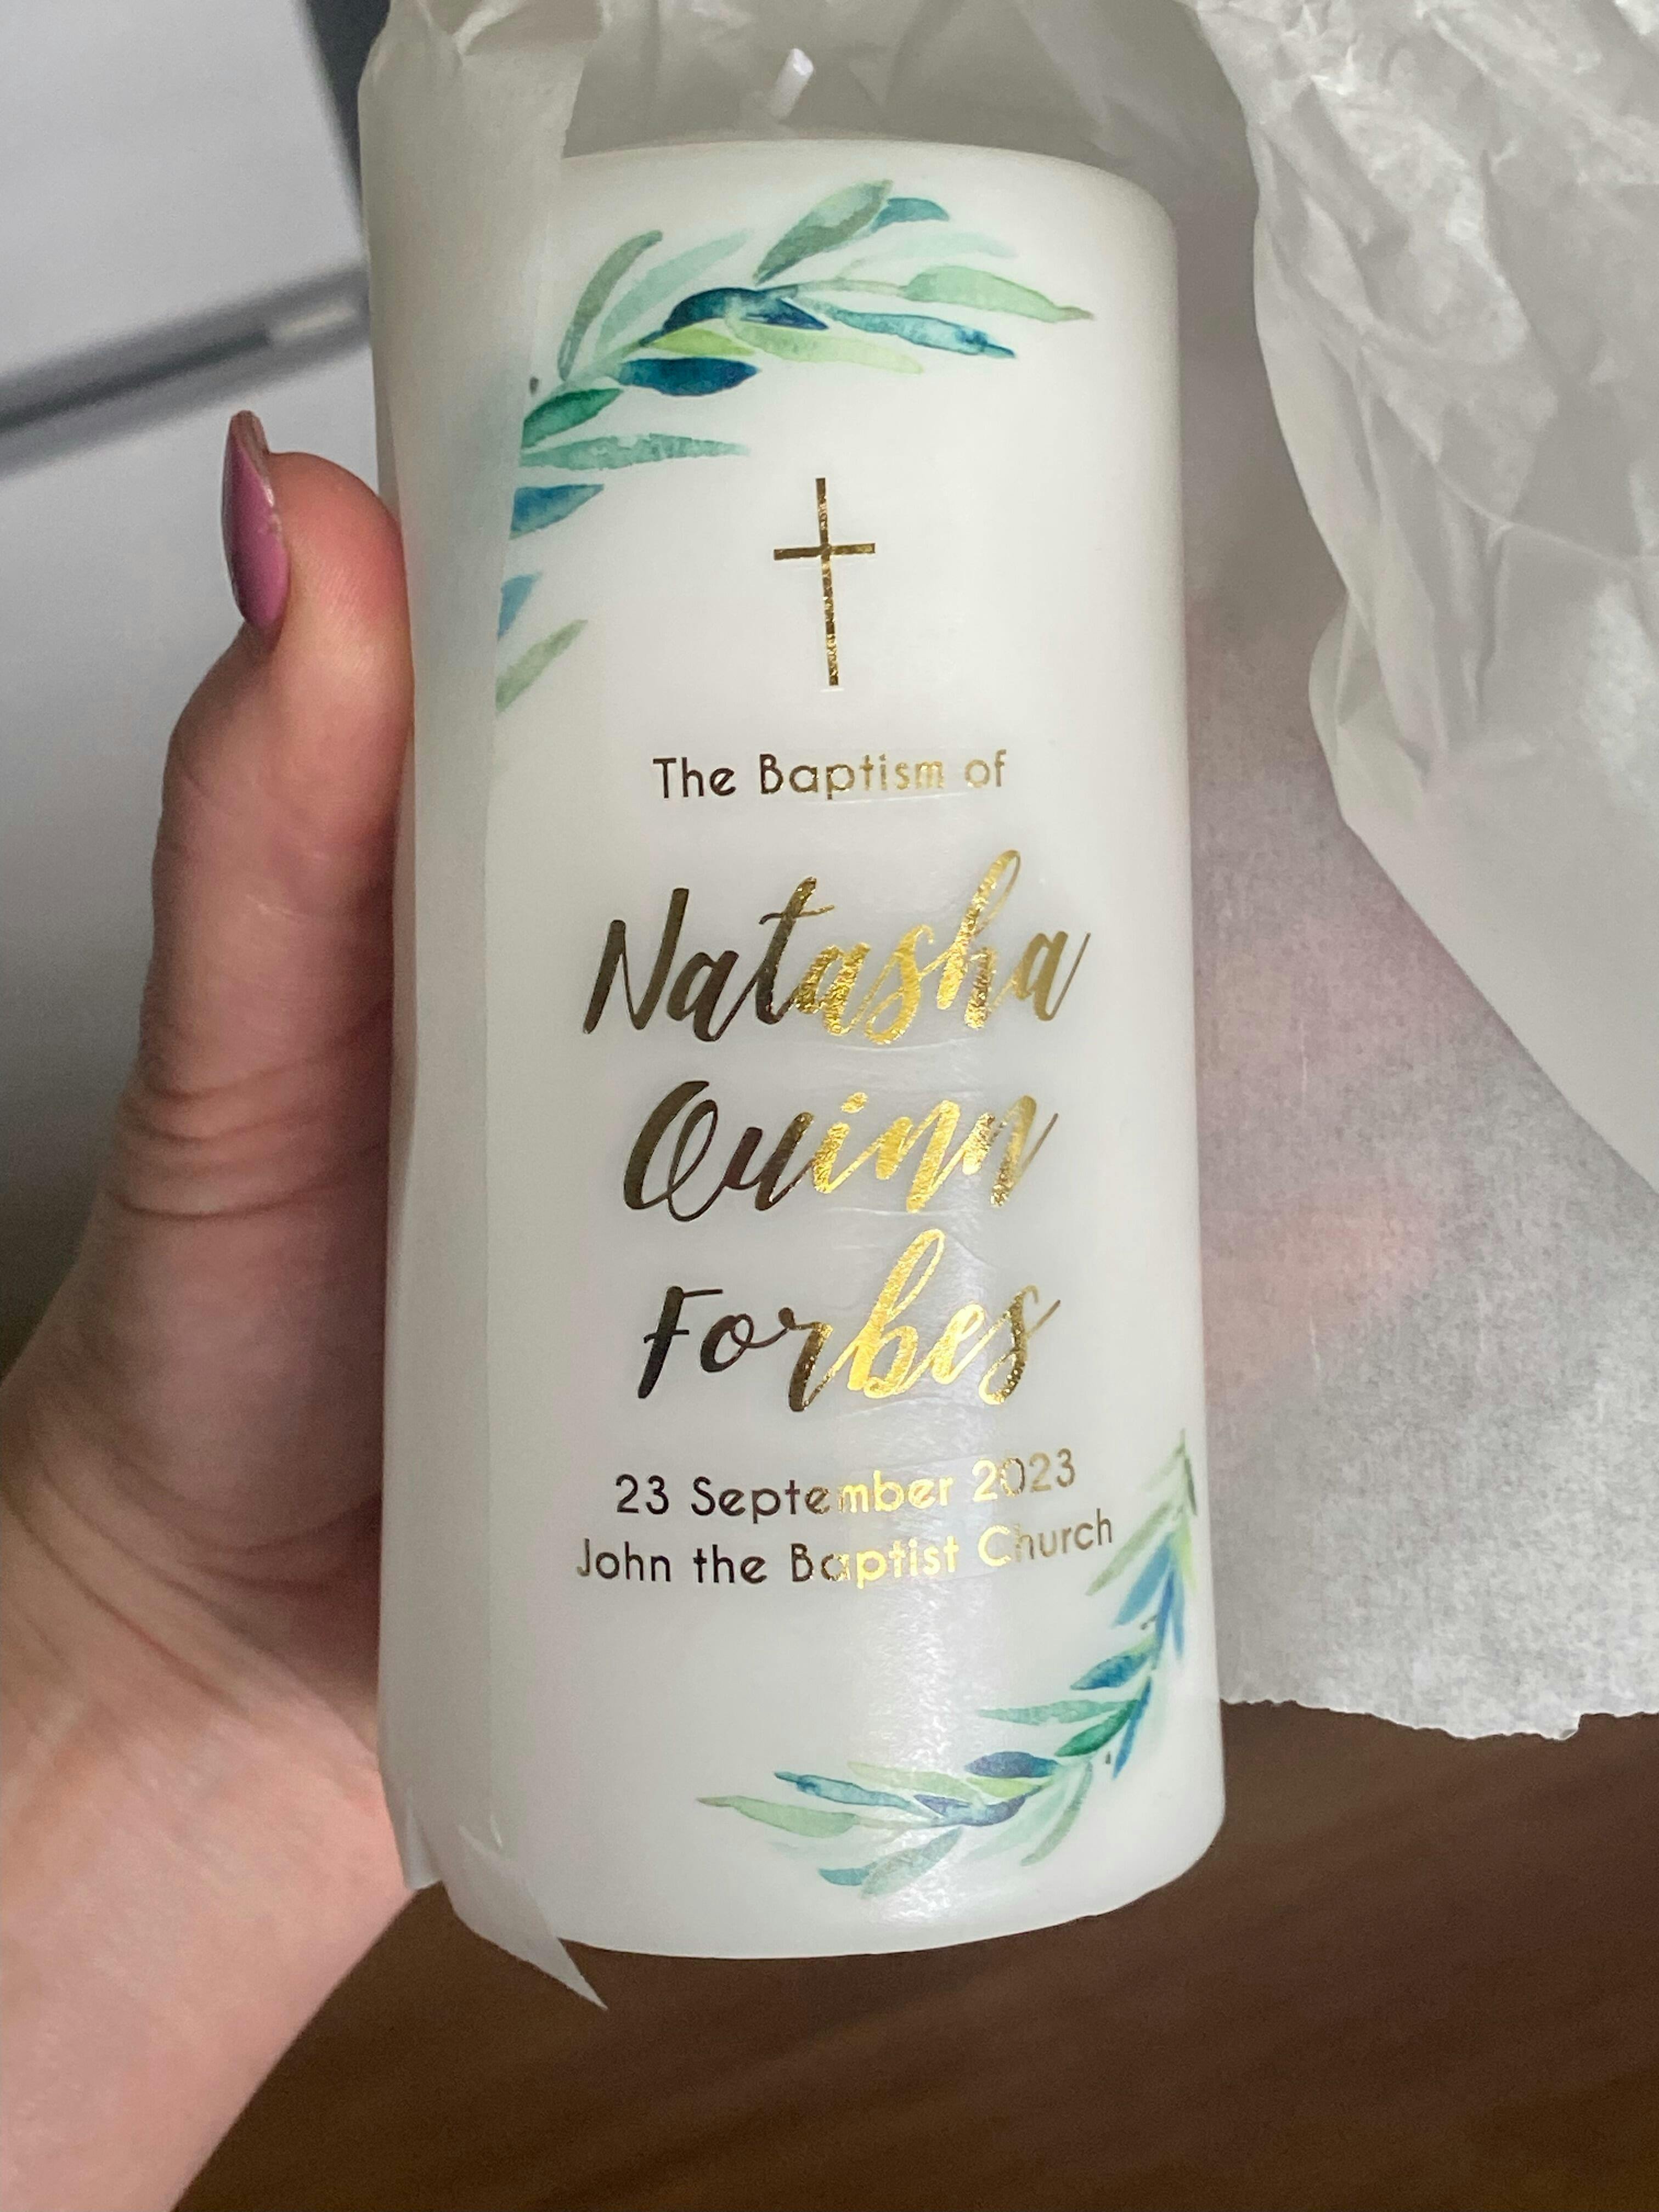 The Baptism of
Natasha
Quinn
Forbes
23 September 2023
John the Baptist Church